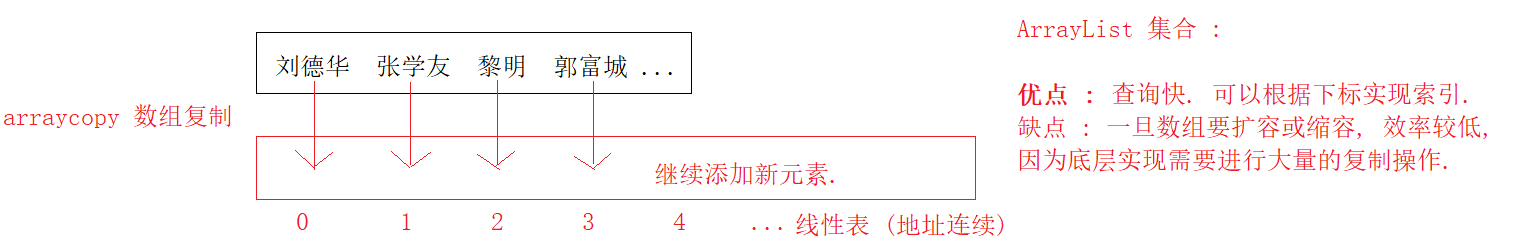 刘德华 张学友 黎明 郭富城 ...
arraycopy 数组复制
继续添加新元素.
0 1 2 3 4 ... 线性表 (地址连续)
ArrayList 集合 :
优点 : 查询快. 可以根据下标实现索引.
缺点 : 一旦数组要扩容或缩容, 效率较低,
因为底层实现需要进行大量的复制操作.